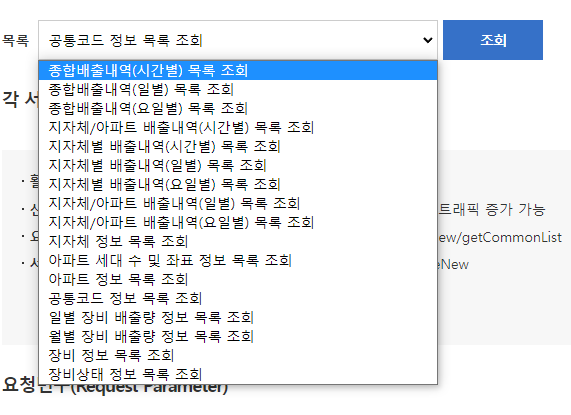 목록 공통코드 정보 목록 조회 조회
종합배출내역(시간별) 목록 조회
각 서
종합배출내역(일별) 목록 조회
종합배출내역(요일별) 목록 조회
지자체/아파트 배출내역(시간별) 목록 조회
지자체별 배출내역(시간별) 목록 조회
지자체별 배출내역(일별) 목록 조회
지자체별 배출내역(요일별) 목록 조회
지자체/아파트 배출내역(일별) 목록 조회
트래픽 증가 가능
지자체/아파트 배출내역(요일별) 목록 조회
ew/getCommonList
지자체 정보 목록 조회
아파트 세대 수 및 좌표 정보 목록 조회
eNew
아파트 정보 목록 조회
공통코드 정보 목록 조회
일별 장비 배출량 정보 목록 조회
월별 장비 배출량 정보 목록 조회
장비 정보 목록 조회
장비상태 정보 목록 조회
(Request Parameter)